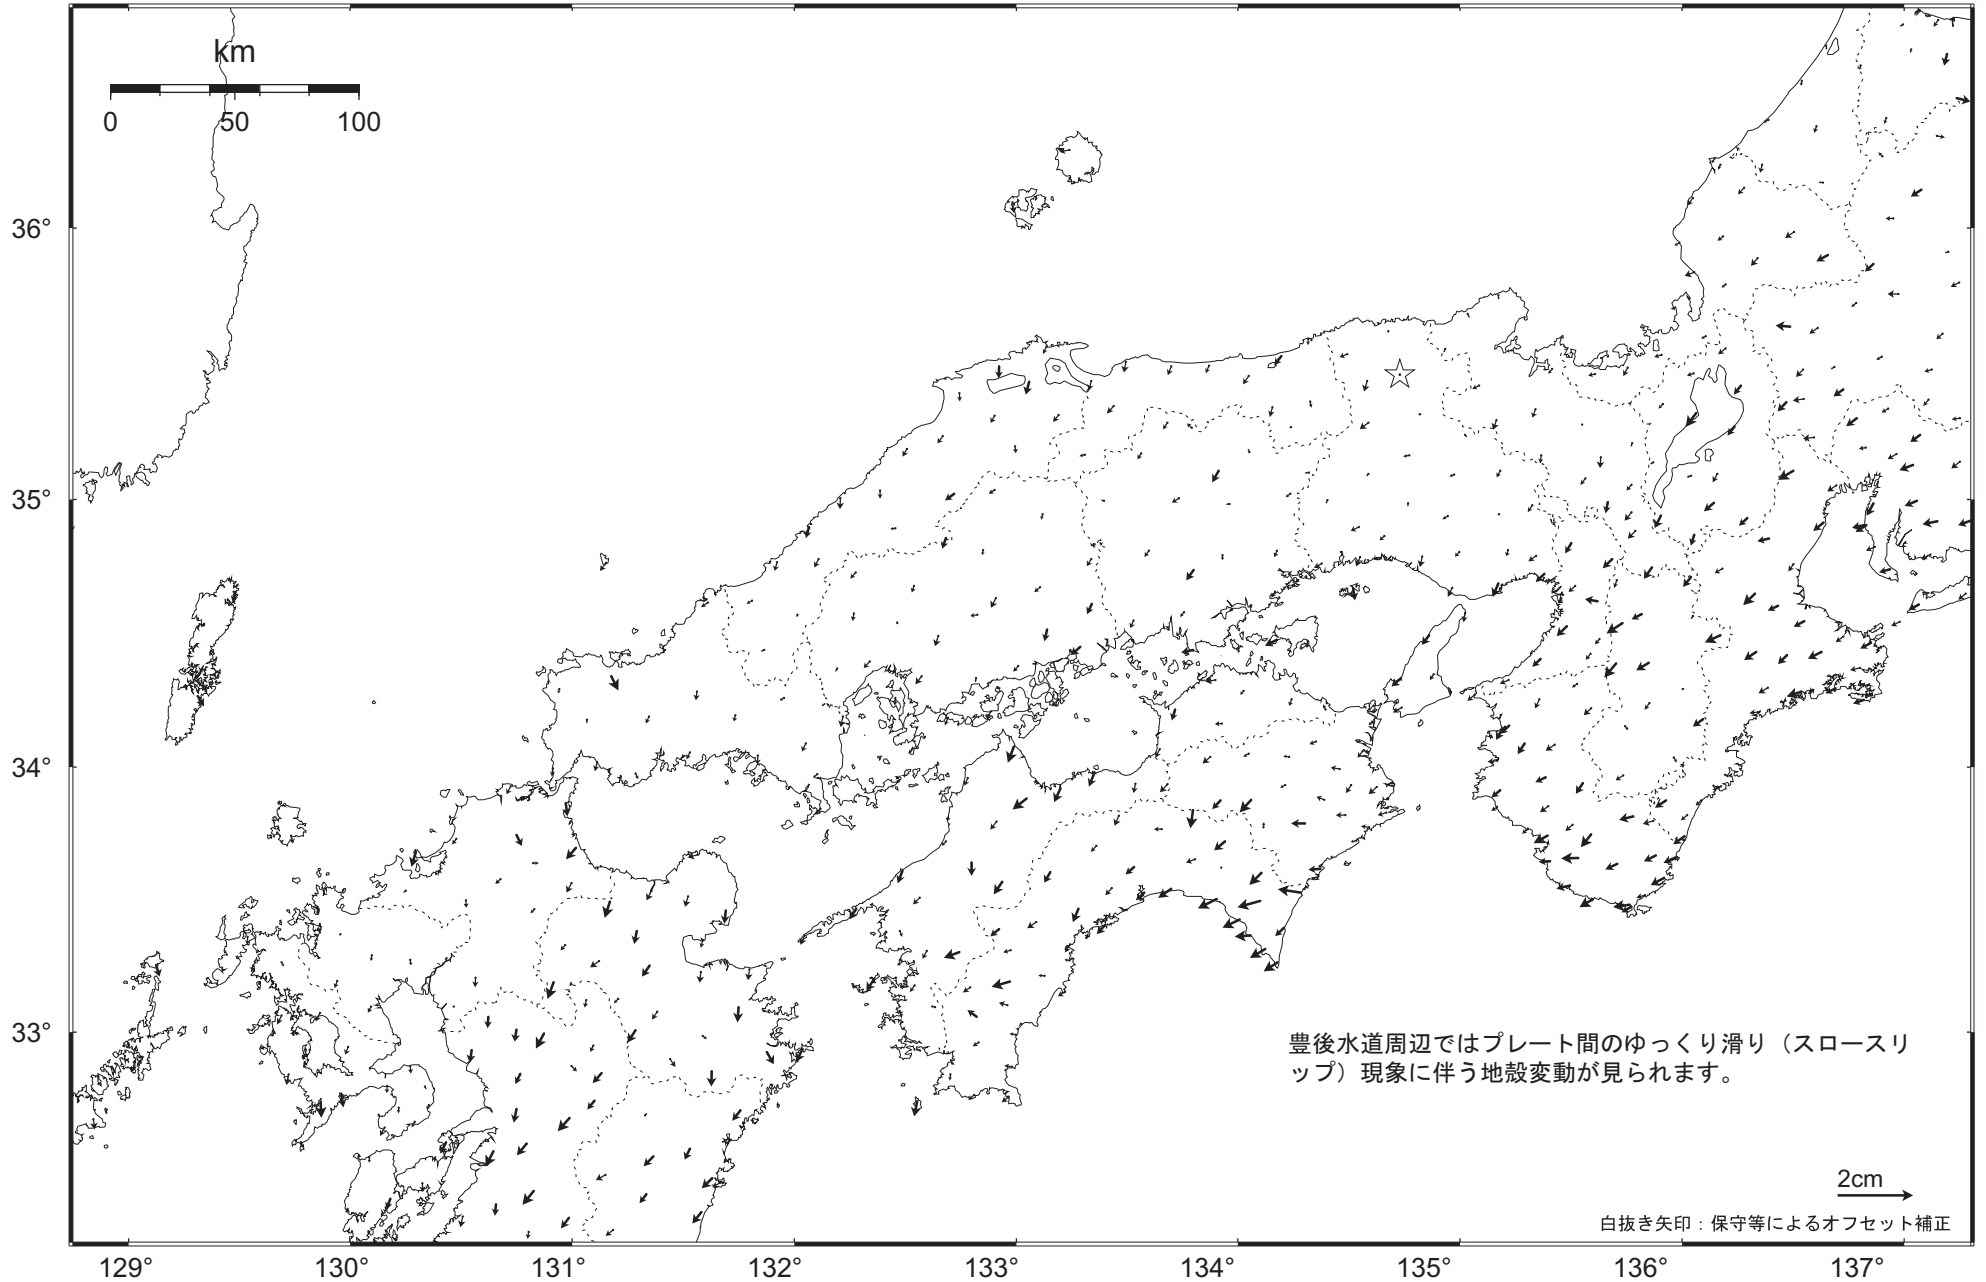 km
0 50 100
36°
35°
34°
33°
豊後水道周辺ではプレート間のゆっくり滑り（スロースリ
ップ）現象に伴う地殻変動が見られます。
2cm
白抜き矢印：保守等によるオフセット補正
129° 130° 131° 132° 133° 134° 135° 136° 137°